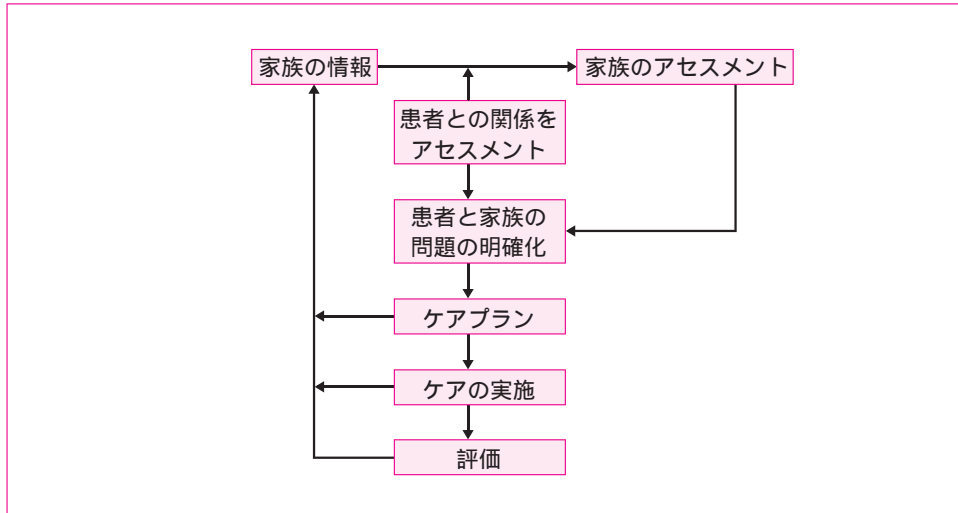 家族の情報
家族のアセスメント
患者との関係を
アセスメント
患者と家族の
問題の明確化
ケアプラン
ケアの実施
評価